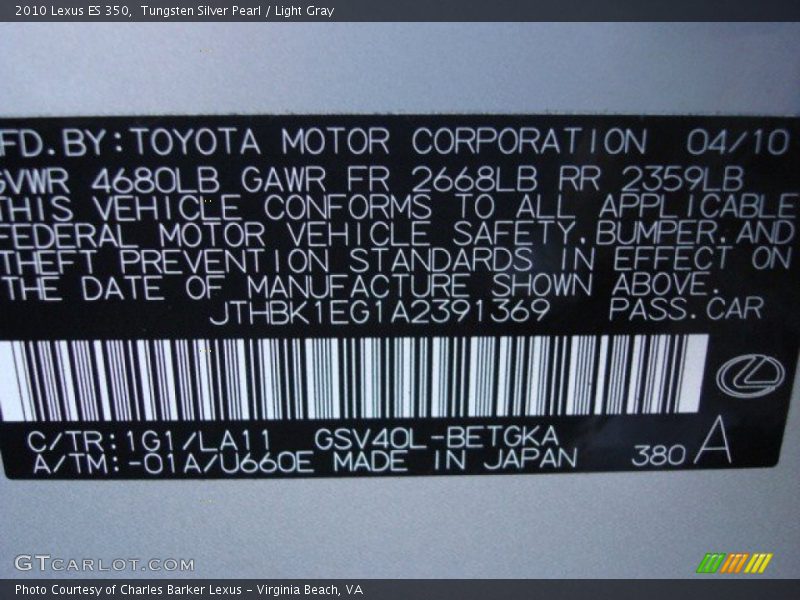 2010 Lexus ES 350, Tungsten Silver Pearl / Light Gray
MFD.BY:TOYOTA MOTOR CORPORATION 04/10
GVWR 4680LB GAWR FR 2668LB RR 2359LB
THIS VEHICLE CONFORMS TO ALL APPLICABLE
FEDERAL MOTOR VEHICLE SAFETY,BUMPER,AND
THEFT PREVENTION STANDARDS IN EFFECT ON
THE DATE OF MANUFACTURE SHOWN ABOVE.
JTHBK1EG1A2391369 PASS.CAR
C/TR:1G1/LA11 GSV40L-BETGKA
A/TM:-01A/U660E MADE IN JAPAN 380 A
GTCARLOT.COM
Photo Courtesy of Charles Barker Lexus - Virginia Beach, VA